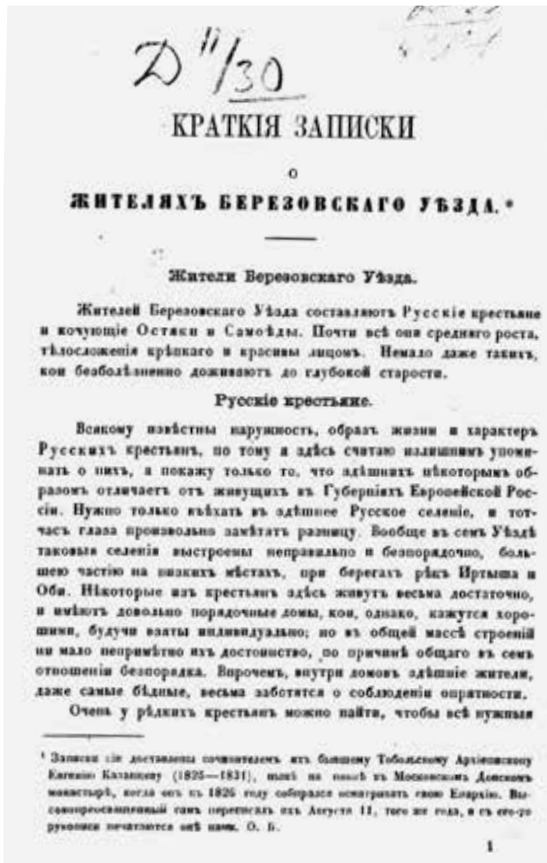 Д 11/30
КРАТКІЯ ЗАПИСКИ
О
ЖИТЕЛЯХЪ БЕРЕЗОВСКАГО УѢЗДА.*
Жители Березовскаго Уѣзда.
Жителей Березовскаго Уѣзда составляютъ Русскіе крестьяне
и кочующіе Остяки и Самоѣды. Почти всѣ они средняго роста,
тѣлосложенія крѣпкаго и красивы лицомъ. Немало даже такихъ,
кои безболѣзненно доживаютъ до глубокой старости.
Русскіе крестьяне.
Всякому извѣстны наружность, образъ жизни и характеръ
Русскихъ крестьянъ, по тому я здѣсь считаю излишнимъ упоми-
нать о нихъ, а покажу только то, что здѣшнихъ нѣкоторымъ об-
разомъ отличаетъ отъ живущихъ въ Губерніяхъ Европейской Рос-
сіи. Нужно только въѣхать въ здѣшнее Русское селеніе, и тот-
часъ глаза произвольно замѣтятъ разницу. Вообще въ семъ Уѣздѣ
таковыя селенія выстроены неправильно и безпорядочно, боль-
шею частію на низкихъ мѣстахъ, при берегахъ рѣкъ Иртыша и
Оби. Нѣкоторые изъ крестьянъ здѣсь живутъ весьма достаточно,
и имѣютъ довольно порядочные домы, кои, однако, кажутся хоро-
шими, будучи взяты индивидуально; но въ общей массѣ строеній
ни мало непримѣтно ихъ достоинство, по причинѣ общаго въ семъ
отношеніи безпорядка. Впрочемъ, внутри домовъ здѣшніе жители,
даже самые бѣдные, весьма заботятся о соблюденіи опрятности.
Очень у рѣдкихъ крестьянъ можно найти, чтобы всѣ нужныя
* Записки сіи доставлены сочинителемъ ихъ бывшему Тобольскому Архіепископу
Евгенію Казанцеву (1825—1831), нынѣ на покоѣ въ Московскомъ Донскомъ
монастырѣ, когда онъ въ 1826 году собирался осматривать свою Епархію. Вы-
сокопреосвященный самъ переписалъ ихъ Августа 11, того же года, и съ его-то
рукописи печатаются онѣ нами. О. Б.
1